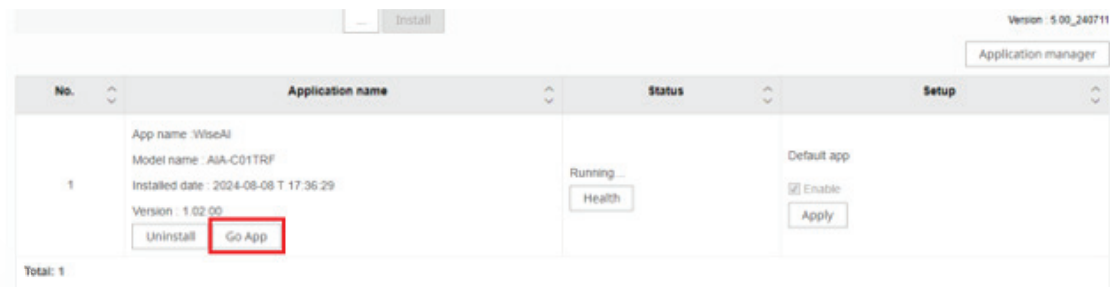 ... Install
Version : 5.00_240711
Application manager
No. Application name Status Setup
App name :WiseAI
Model name : AIA-C01TRF
Installed date : 2024-08-08 T 17:36:29
Version : 1.02.00
Uninstall Go App
1
Running...
Health
Default app
Enable
Apply
Total: 1